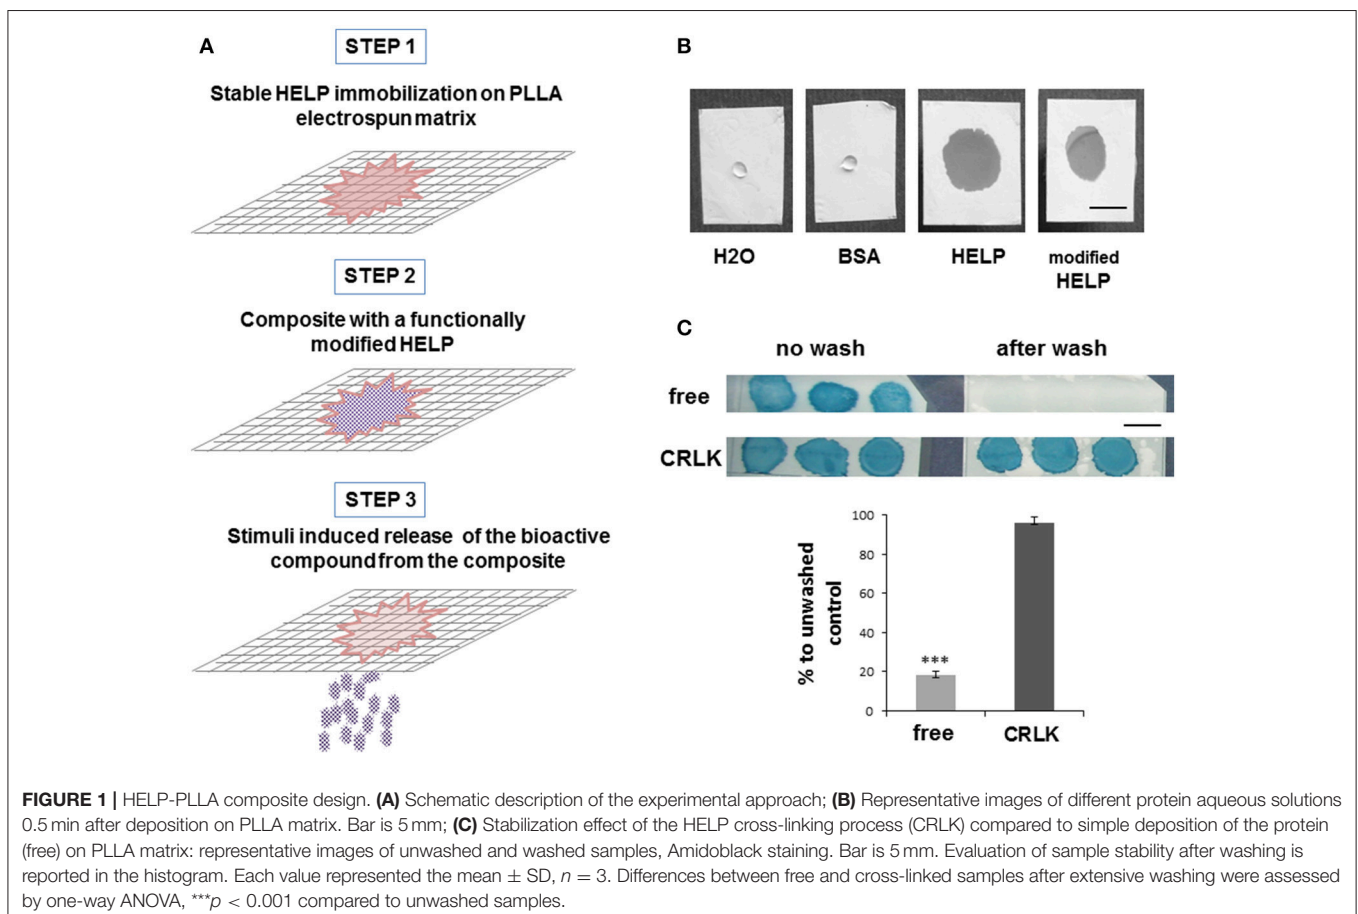 A
STEP 1
Stable HELP immobilization on PLLA
electrospun matrix
STEP 2
Composite with a functionally
modified HELP
STEP 3
Stimuli induced release of the bioactive
compound from the composite
B
H2O
BSA
HELP
modified
HELP
C
no wash
after wash
free
CRLK
% to unwashed
control
100
80
60
40
20
0
***
free
CRLK
FIGURE 1 | HELP-PLLA composite design. (A) Schematic description of the experimental approach; (B) Representative images of different protein aqueous solutions
0.5 min after deposition on PLLA matrix. Bar is 5 mm; (C) Stabilization effect of the HELP cross-linking process (CRLK) compared to simple deposition of the protein
(free) on PLLA matrix: representative images of unwashed and washed samples, Amidoblack staining. Bar is 5 mm. Evaluation of sample stability after washing is
reported in the histogram. Each value represented the mean ± SD, n = 3. Differences between free and cross-linked samples after extensive washing were assessed
by one-way ANOVA, ***p < 0.001 compared to unwashed samples.